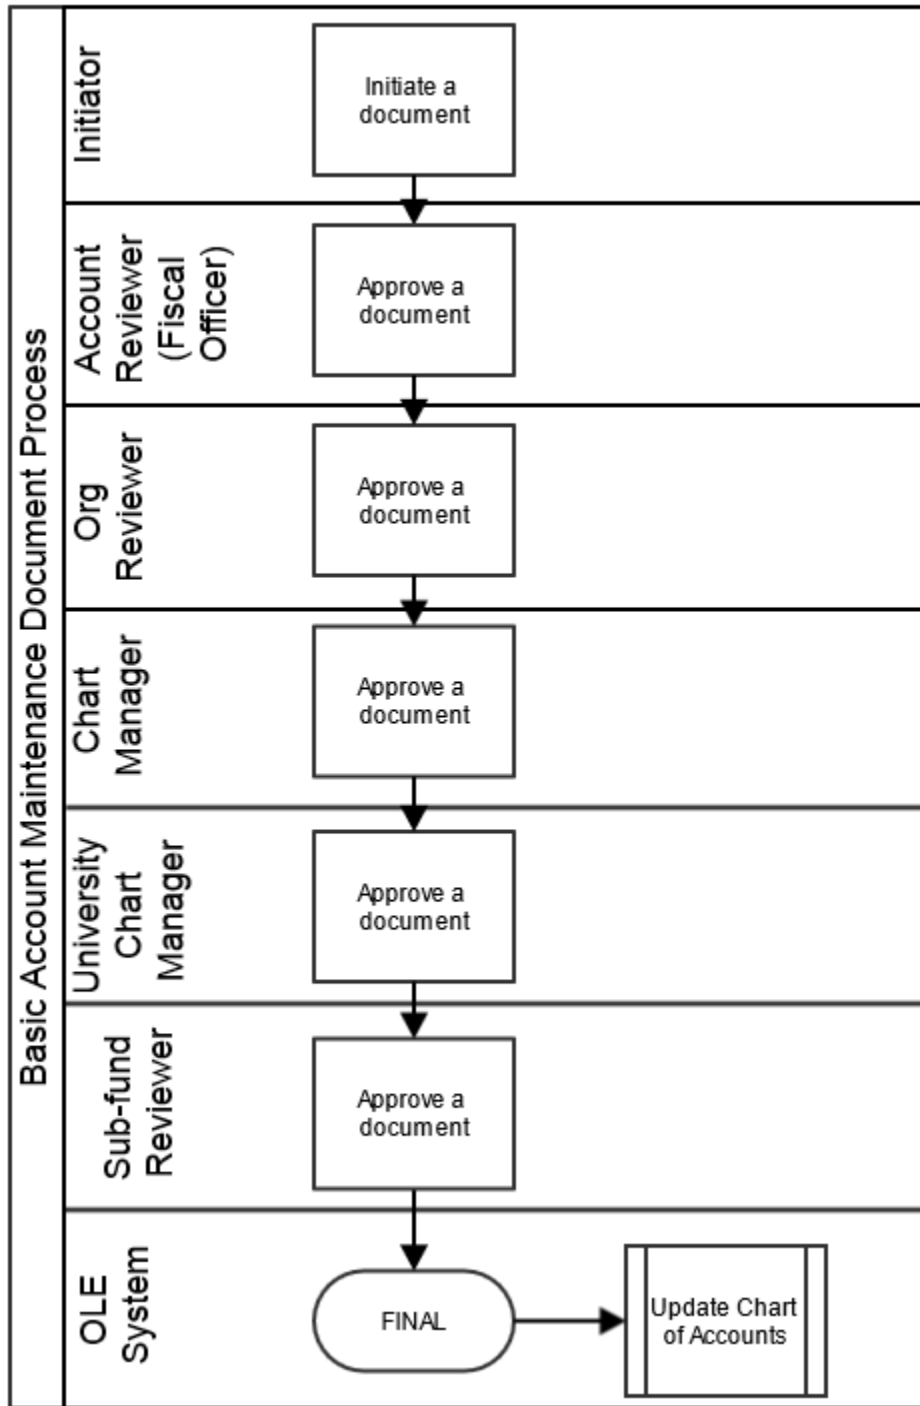 Basic Account Maintenance Document Process
Initiator
Initiate a
document
Account
Reviewer
(Fiscal
Officer)
Approve a
document
Org
Reviewer
Approve a
document
Chart
Manager
Approve a
document
University
Chart
Manager
Approve a
document
Sub-fund
Reviewer
Approve a
document
OLE
System
FINAL
Update Chart
of Accounts